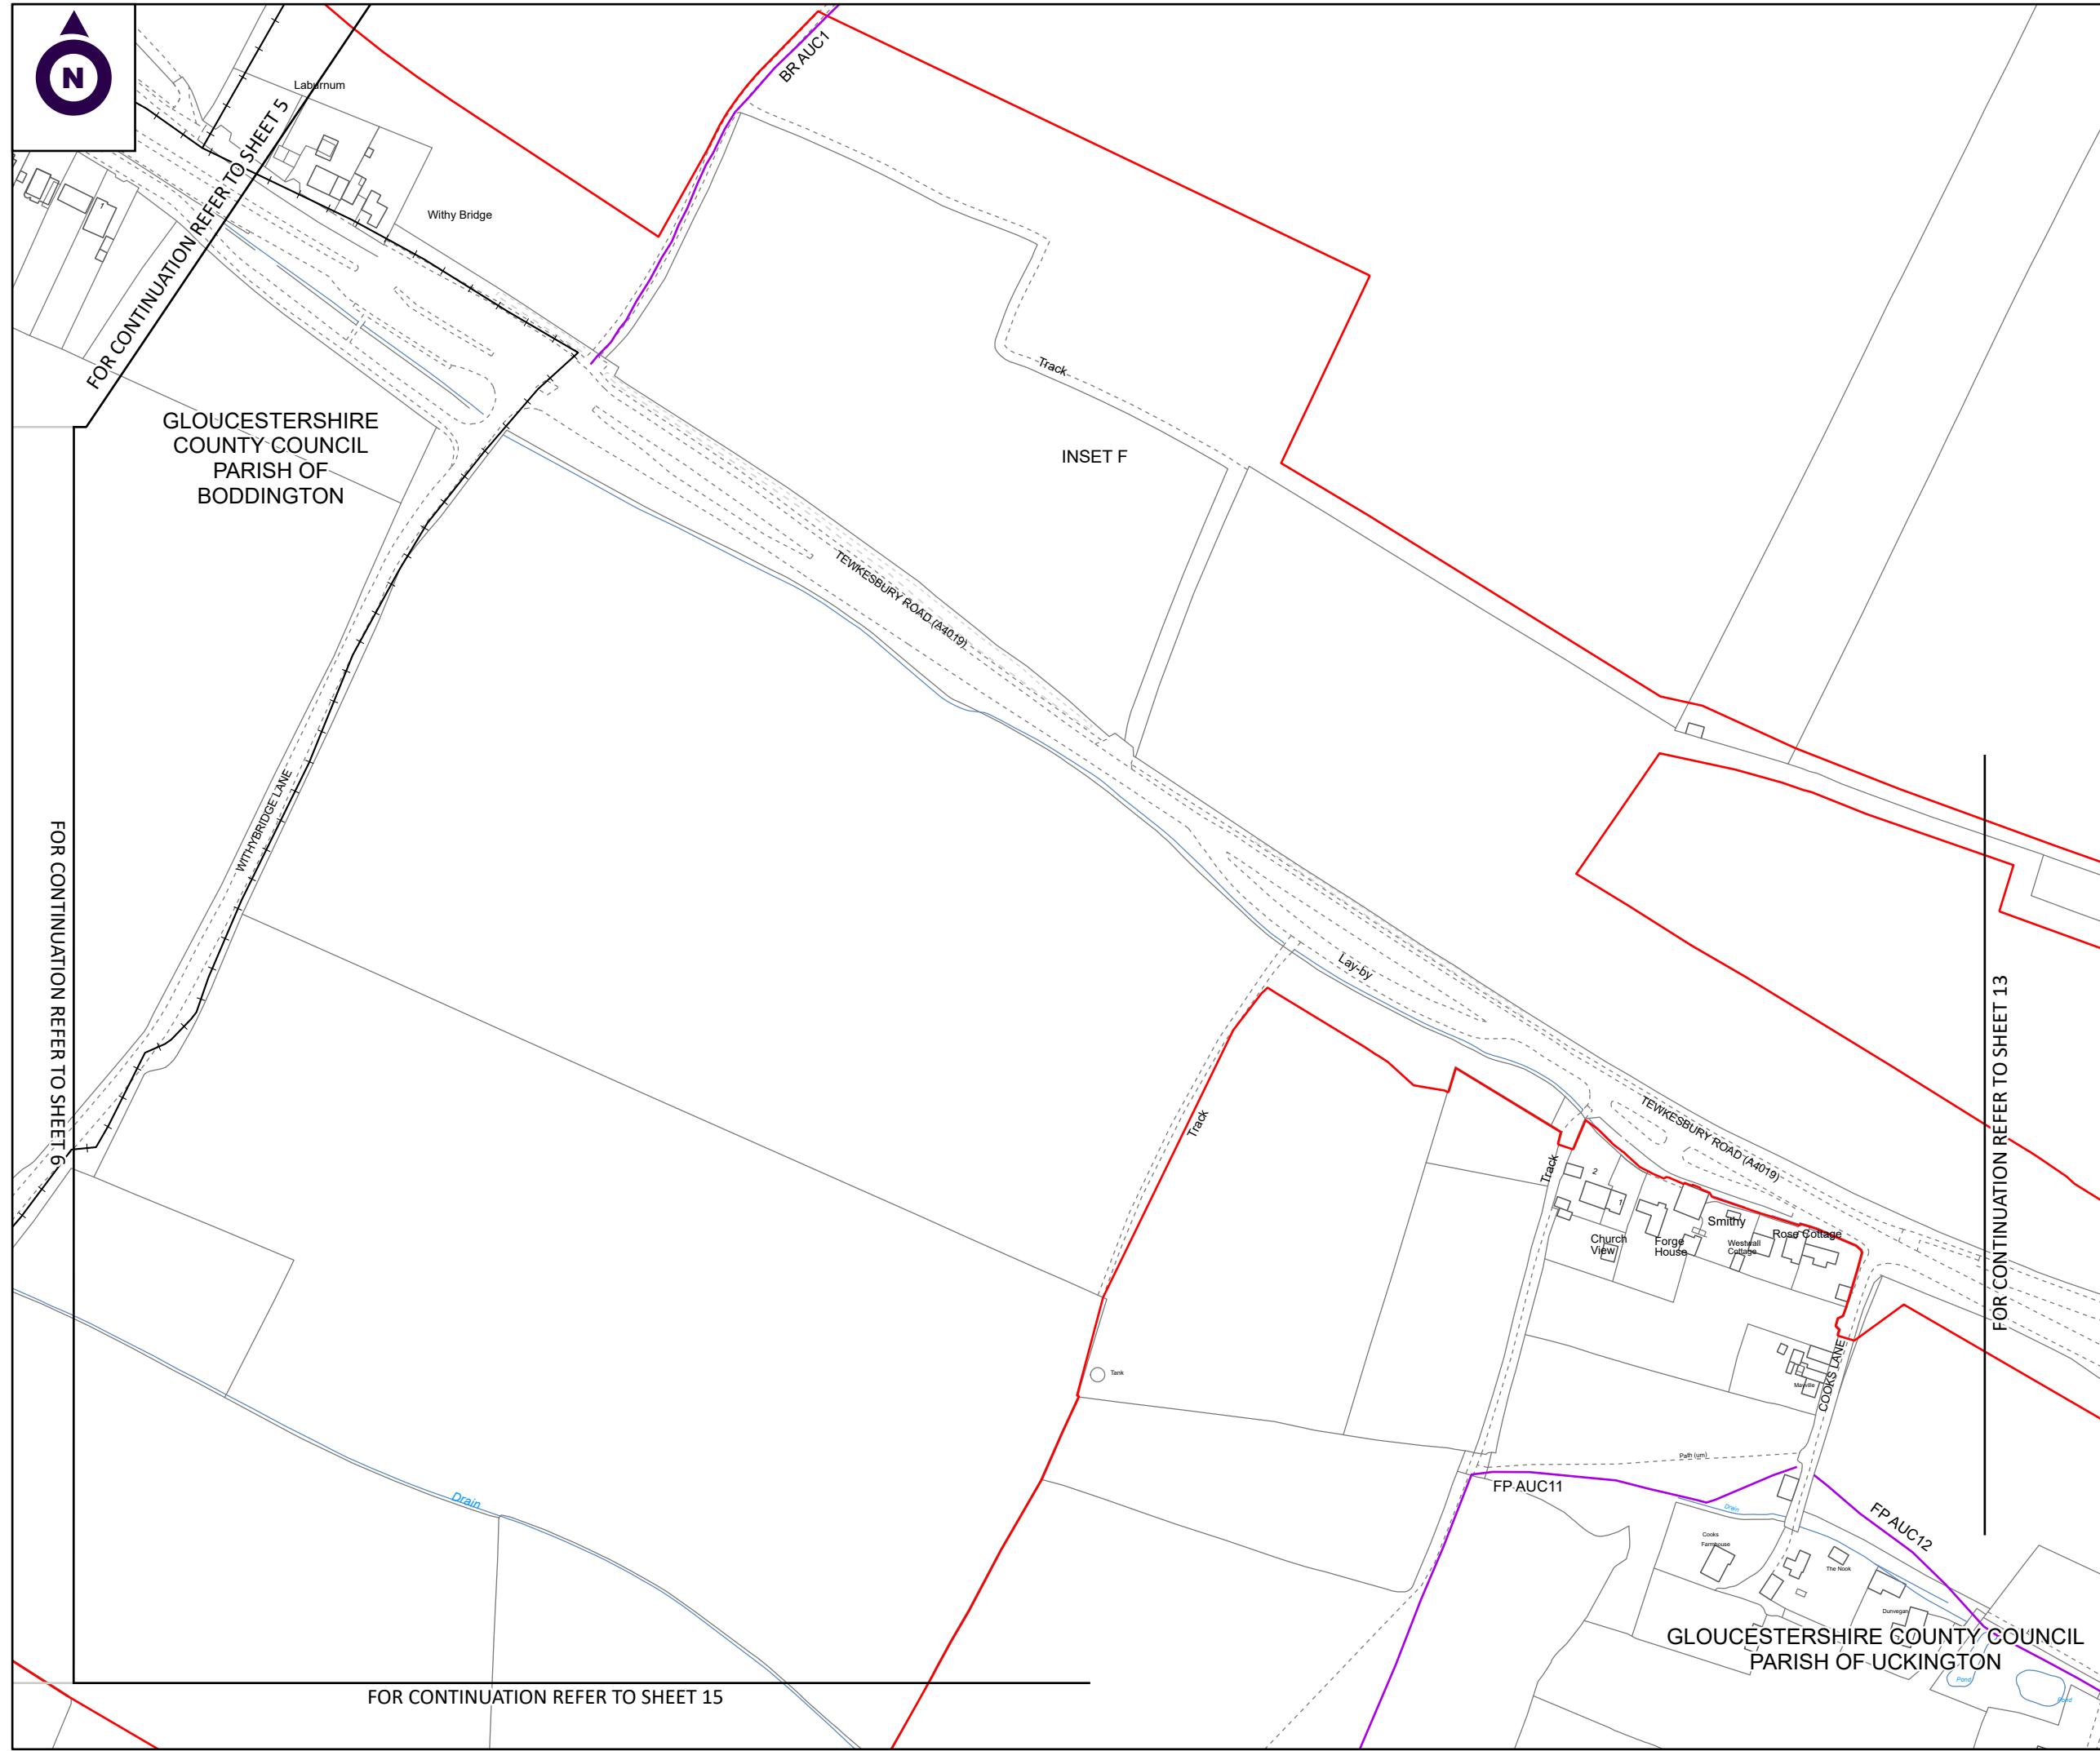 N
Laburnum
BR AUC1
FOR CONTINUATION REFER TO SHEET 5
1
Withy Bridge
Track
GLOUCESTERSHIRE
COUNTY COUNCIL
PARISH OF
BODDINGTON
INSET F
TEWKESBURY ROAD (A4019)
WITHYBRIDGE LANE
FOR CONTINUATION REFER TO SHEET 6
Lay-by
FOR CONTINUATION REFER TO SHEET 13
Track
TEWKESBURY ROAD (A4019)
Track
2
1
Church
View
Forge
House
Smithy
Westwall
Cottage
Rose Cottage
COOKS LANE
Tank
Path (um)
FP AUC11
Drain
Drain
FP AUC12
Cooks
Farmhouse
The Nook
Dunvegan
GLOUCESTERSHIRE COUNTY COUNCIL
PARISH OF UCKINGTON
Pond
Pond
FOR CONTINUATION REFER TO SHEET 15